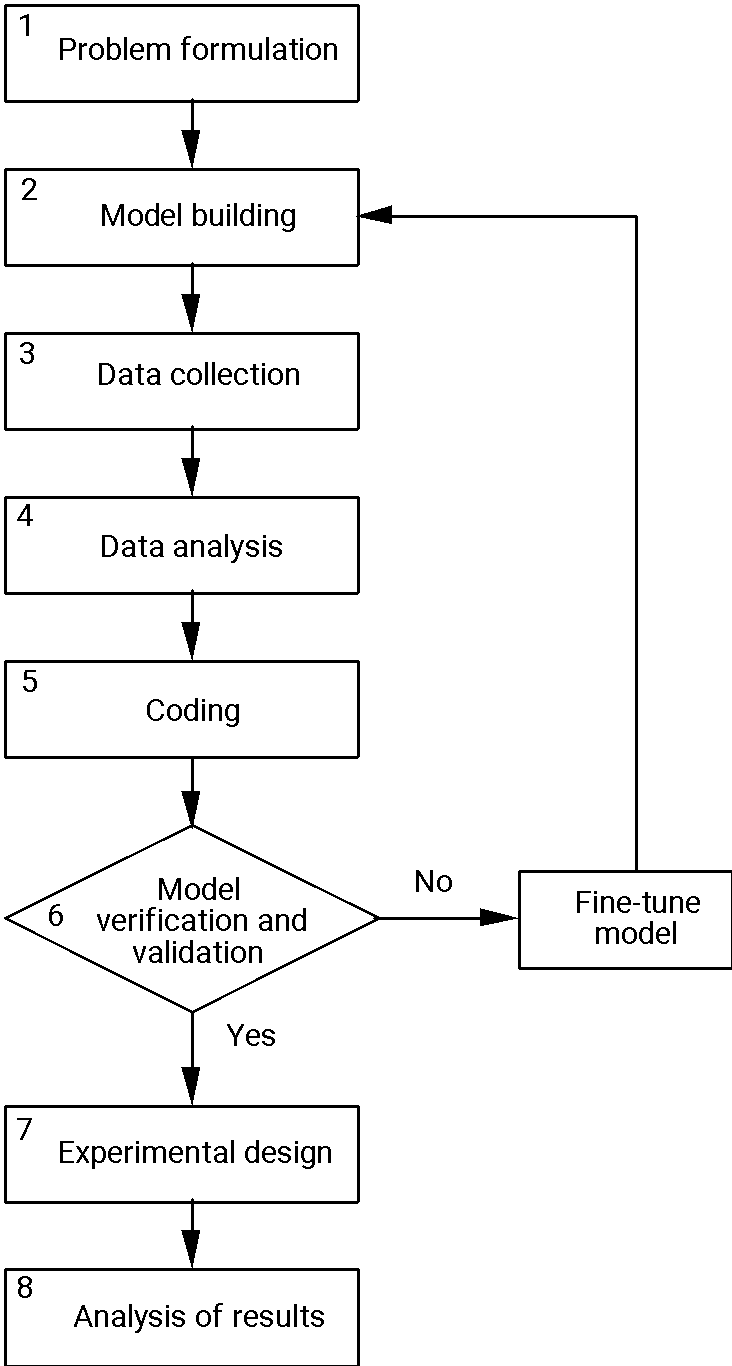 1
Problem formulation
2
Model building
3
Data collection
4
Data analysis
5
Coding
6
Model
verification and
validation
No
Fine-tune
model
Yes
7
Experimental design
8
Analysis of results